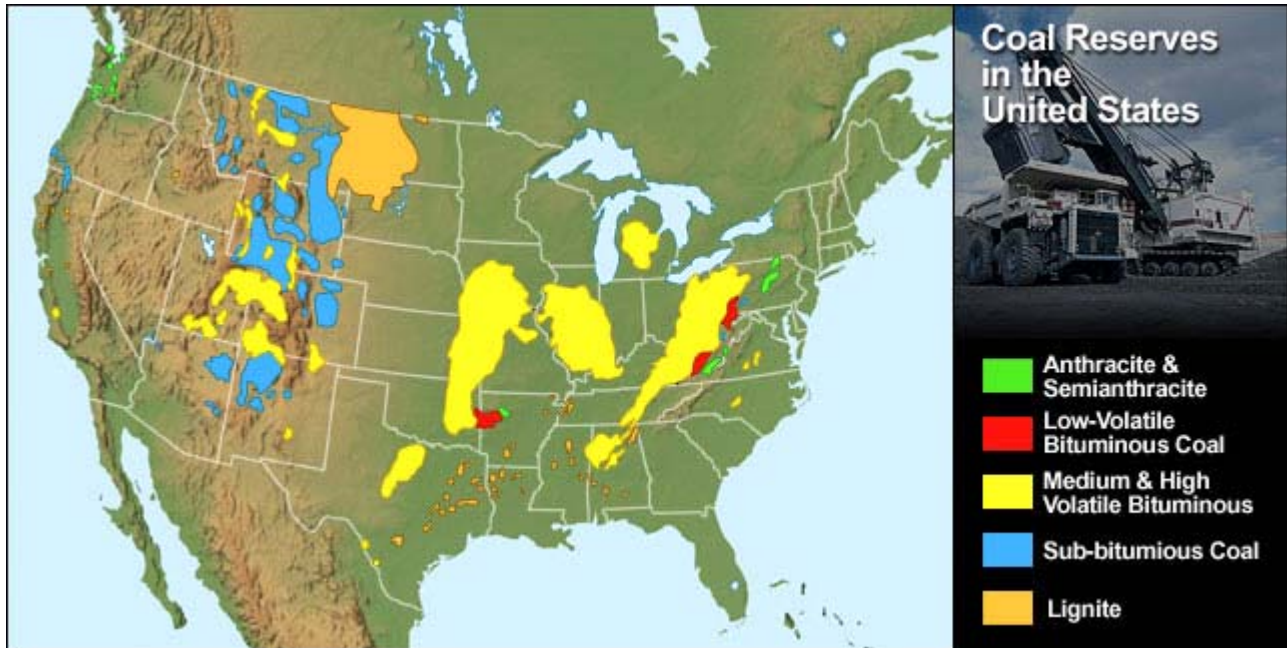 Coal Reserves
in the
United States
Anthracite &
Semianthracite
Low-Volatile
Bituminous Coal
Medium & High
Volatile Bituminous
Sub-bitumious Coal
Lignite